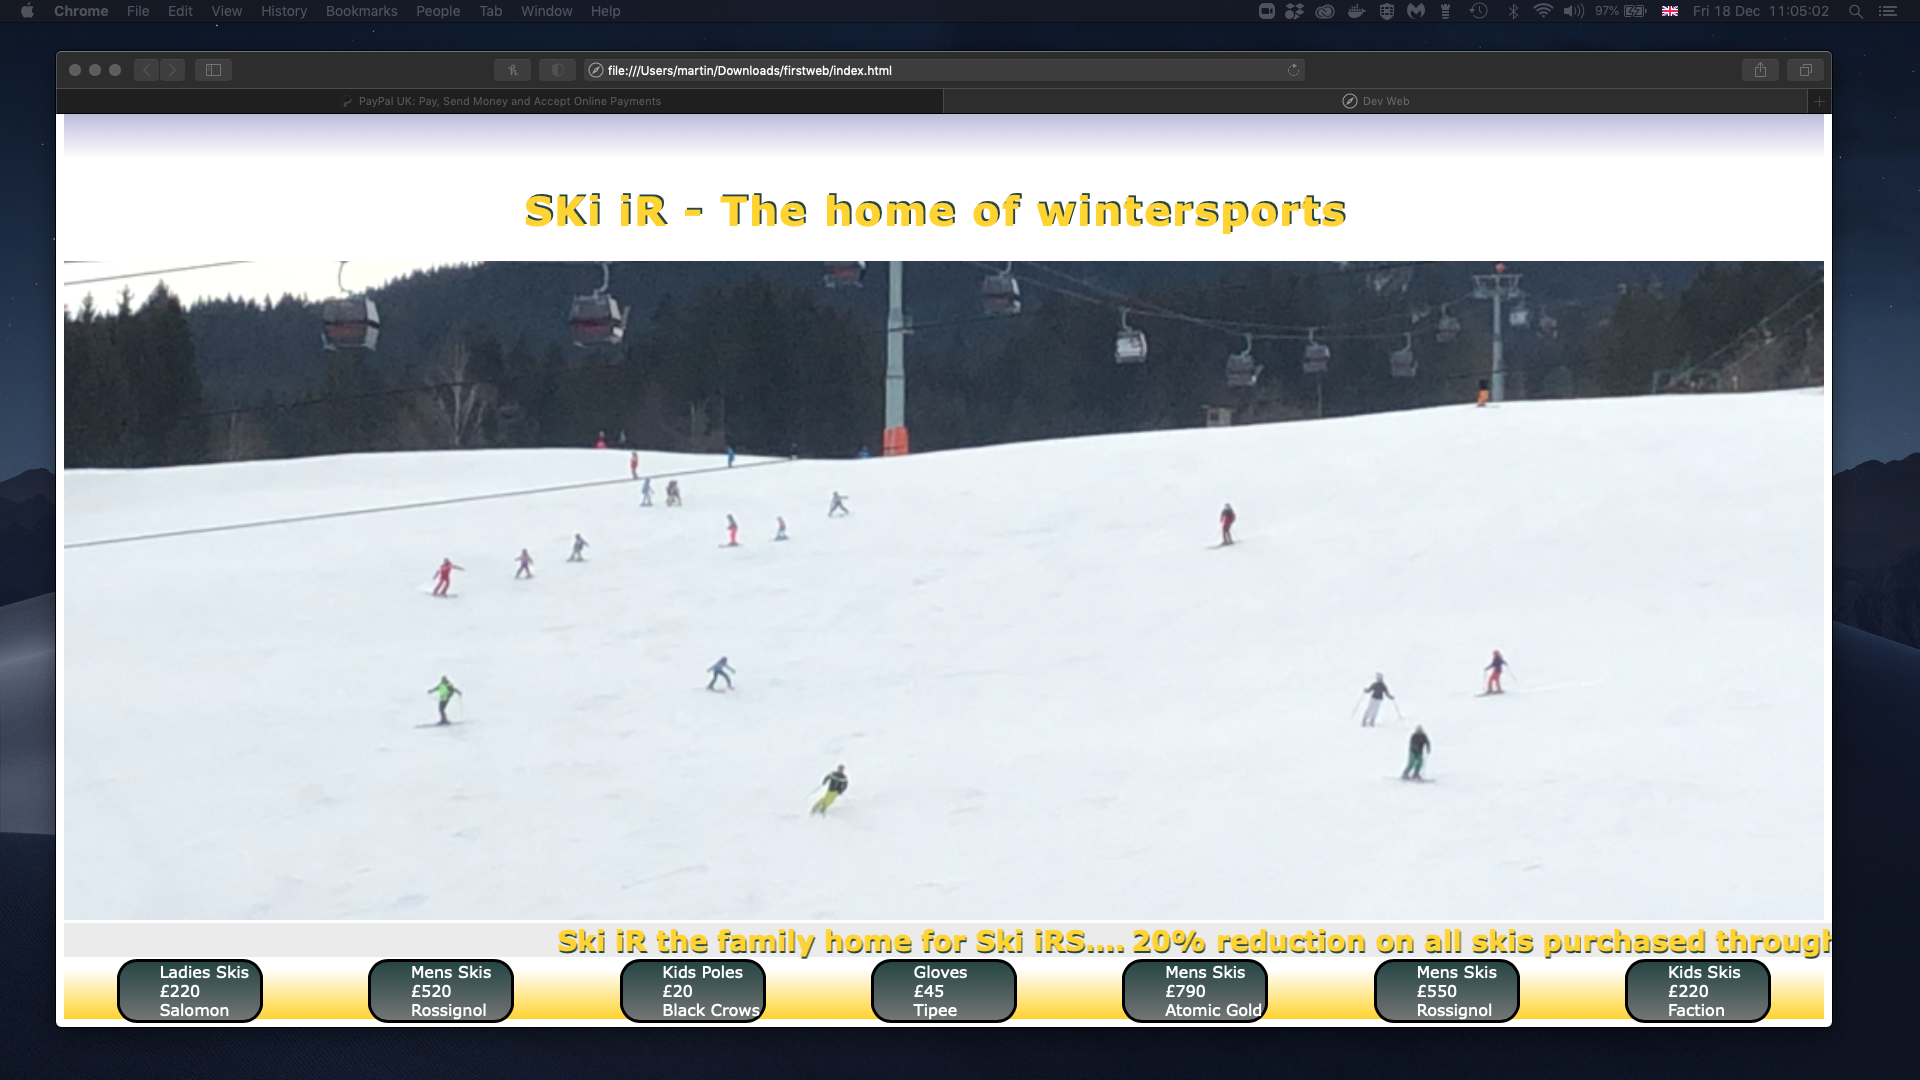 Chrome File Edit View History Bookmarks People Tab Window Help 97% Fri 18 Dec 11:05:02
file:///Users/martin/Downloads/firstweb/index.html
PayPal UK: Pay, Send Money and Accept Online Payments
Dev Web
SKi iR - The home of wintersports
Ski iR the family home for Ski iRS.... 20% reduction on all skis purchased through
Ladies Skis
£220
Salomon
Mens Skis
£520
Rossignol
Kids Poles
£20
Black Crows
Gloves
£45
Tipee
Mens Skis
£790
Atomic Gold
Mens Skis
£550
Rossignol
Kids Skis
£220
Faction